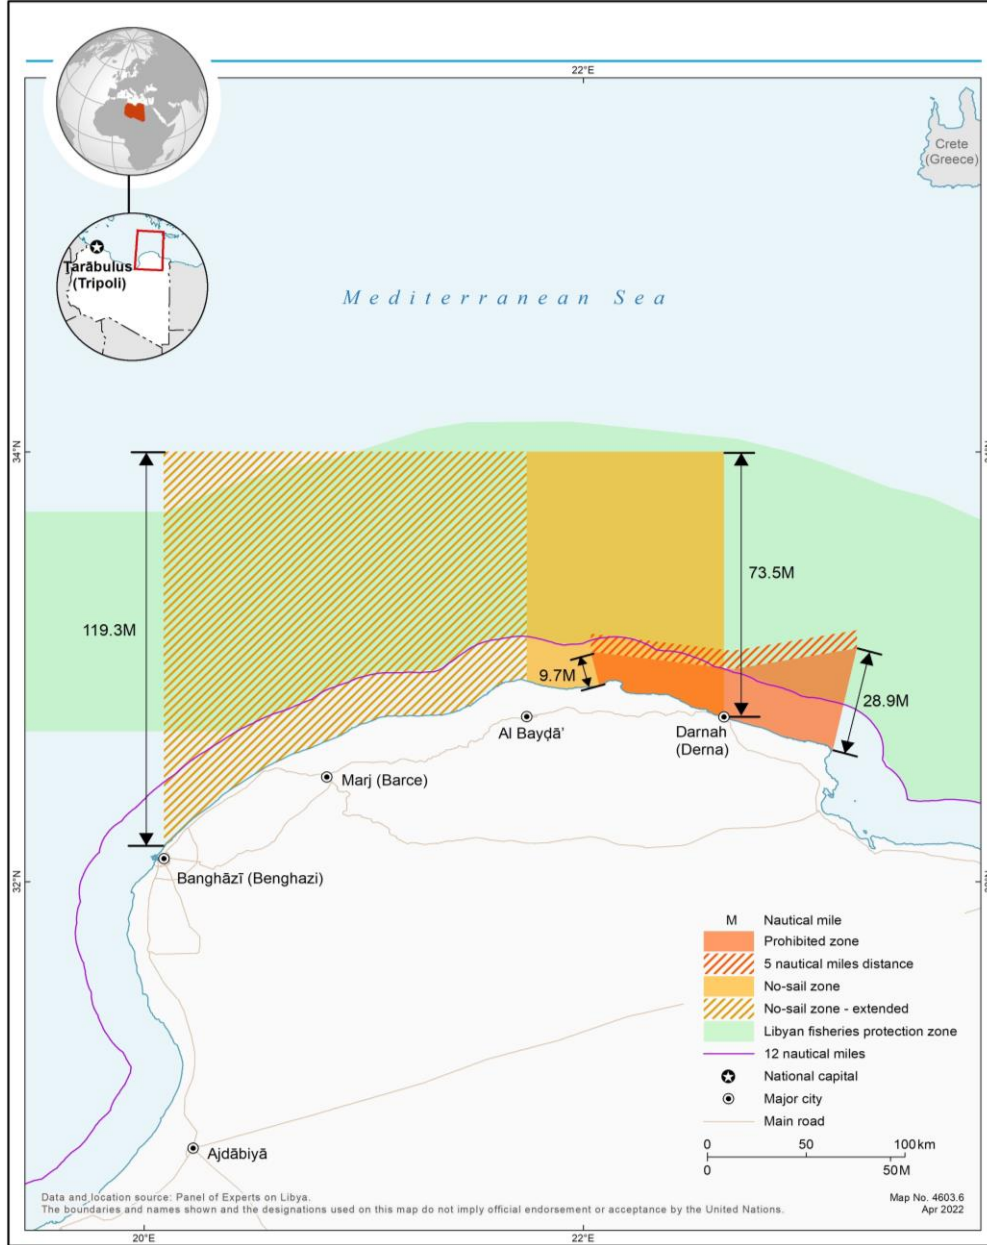 22°E
Crete
(Greece)
Ṭarābulus
(Tripoli)
Mediterranean Sea
34°N
34°N
119.3M
73.5M
9.7M
28.9M
Al Bayḑā’
Darnah
(Derna)
Marj (Barce)
Banghāzī (Benghazi)
32°N
Ajdābiyā
M Nautical mile
Prohibited zone
5 nautical miles distance
No-sail zone
No-sail zone - extended
Libyan fisheries protection zone
12 nautical miles
National capital
Major city
Main road
0 50 100 km
0 50 M
Data and location source: Panel of Experts on Libya.
The boundaries and names shown and the designations used on this map do not imply official endorsement or acceptance by the United Nations.
Map No. 4603.6
Apr 2022
20°E
22°E